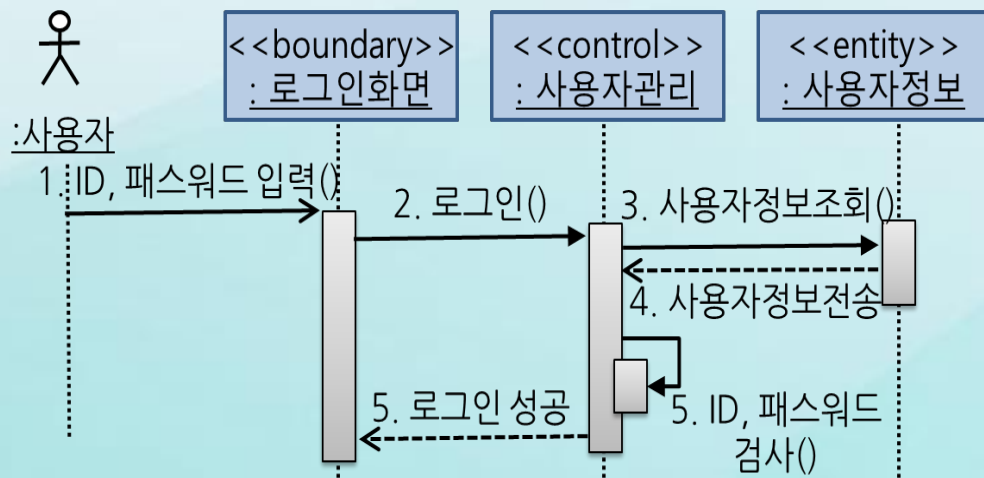 <<boundary>>
: 로그인화면
<<control>>
: 사용자관리
<<entity>>
: 사용자정보
:사용자
1. ID, 패스워드 입력()
2. 로그인()
3. 사용자정보조회()
4. 사용자정보전송
5. 로그인 성공
5. ID, 패스워드
검사()